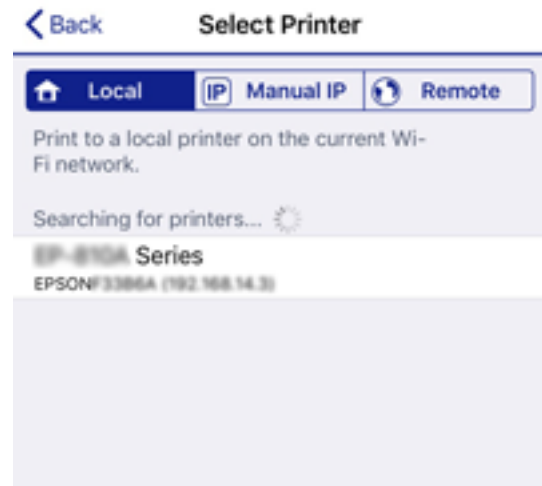 Back
Select Printer
Local
IP Manual IP
Remote
Print to a local printer on the current Wi-
Fi network.
Searching for printers...
Series
EPSON